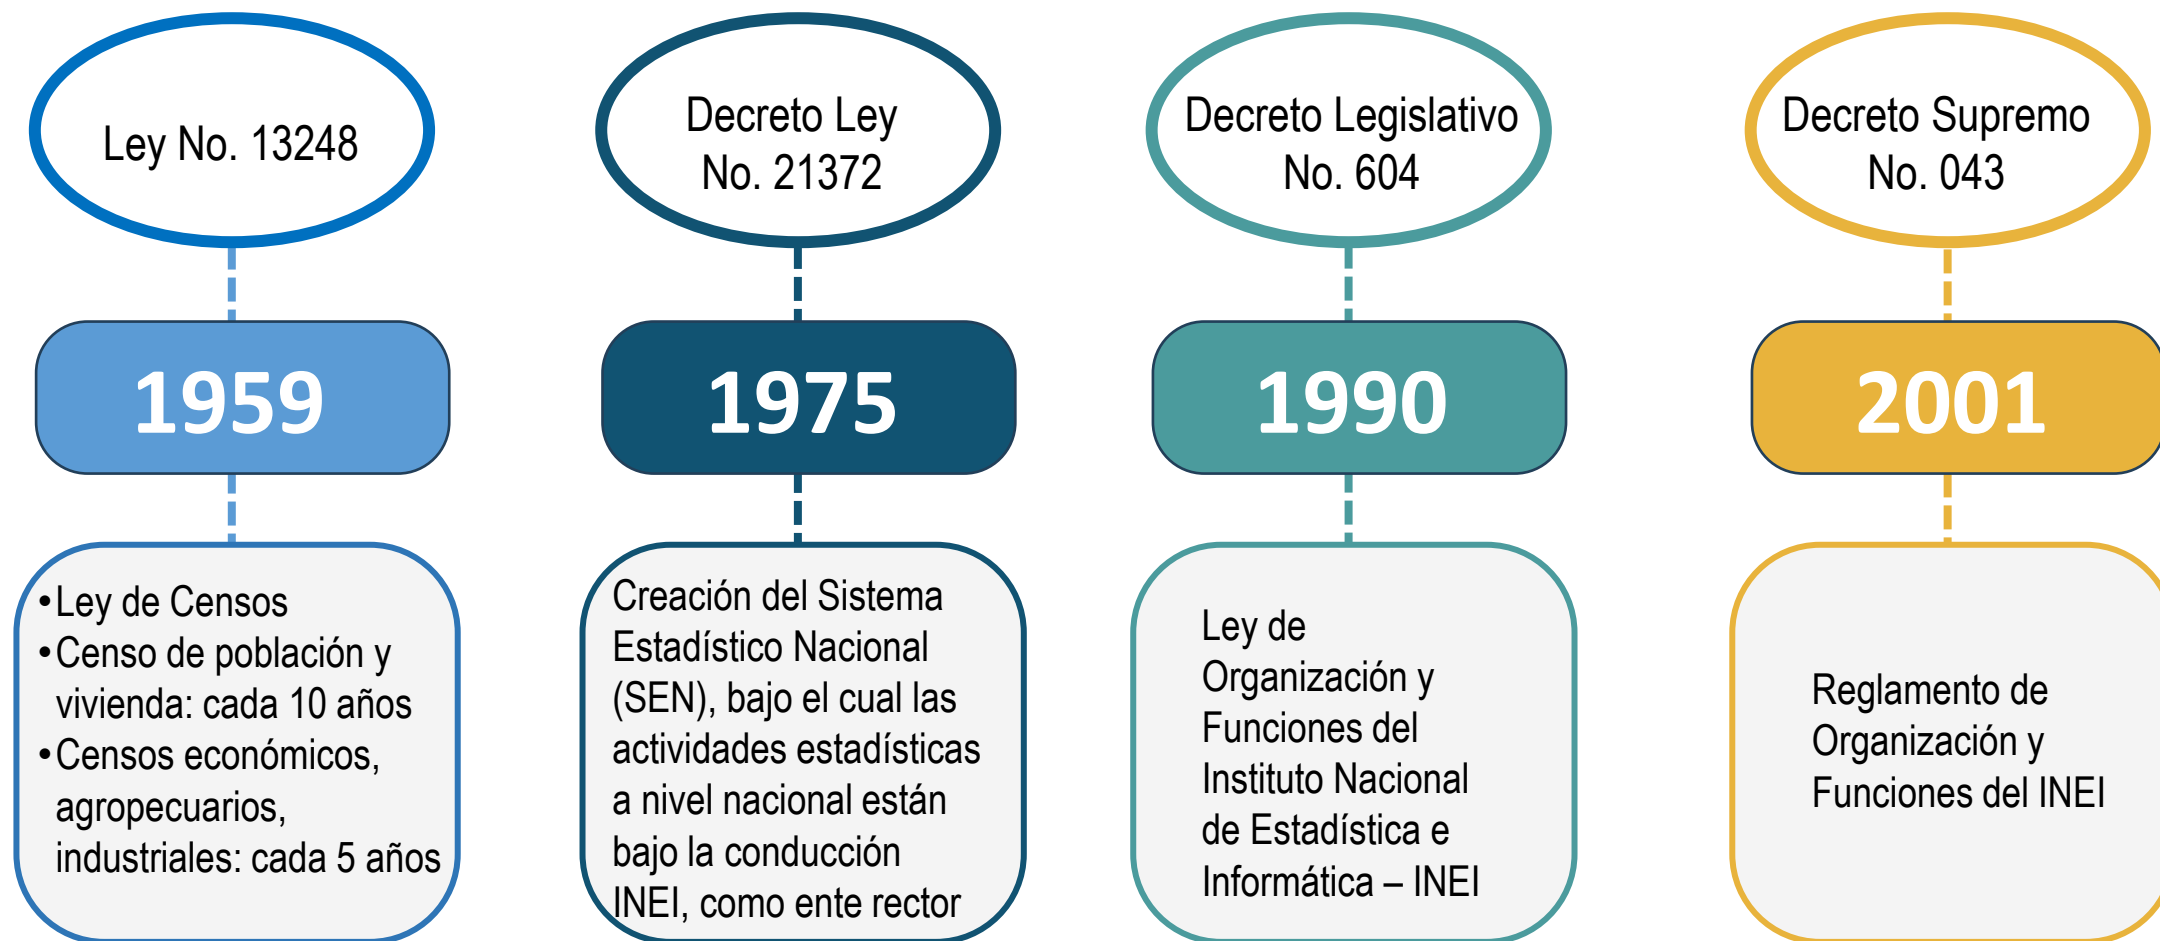 Ley No. 13248
Decreto Ley
No. 21372
Decreto Legislativo
No. 604
Decreto Supremo
No. 043
1959
1975
1990
2001
•Ley de Censos
•Censo de población y
vivienda: cada 10 años
•Censos económicos,
agropecuarios,
industriales: cada 5 años
Creación del Sistema
Estadístico Nacional
(SEN), bajo el cual las
actividades estadísticas
a nivel nacional están
bajo la conducción
INEI, como ente rector
Ley de
Organización y
Funciones del
Instituto Nacional
de Estadística e
Informática – INEI
Reglamento de
Organización y
Funciones del INEI